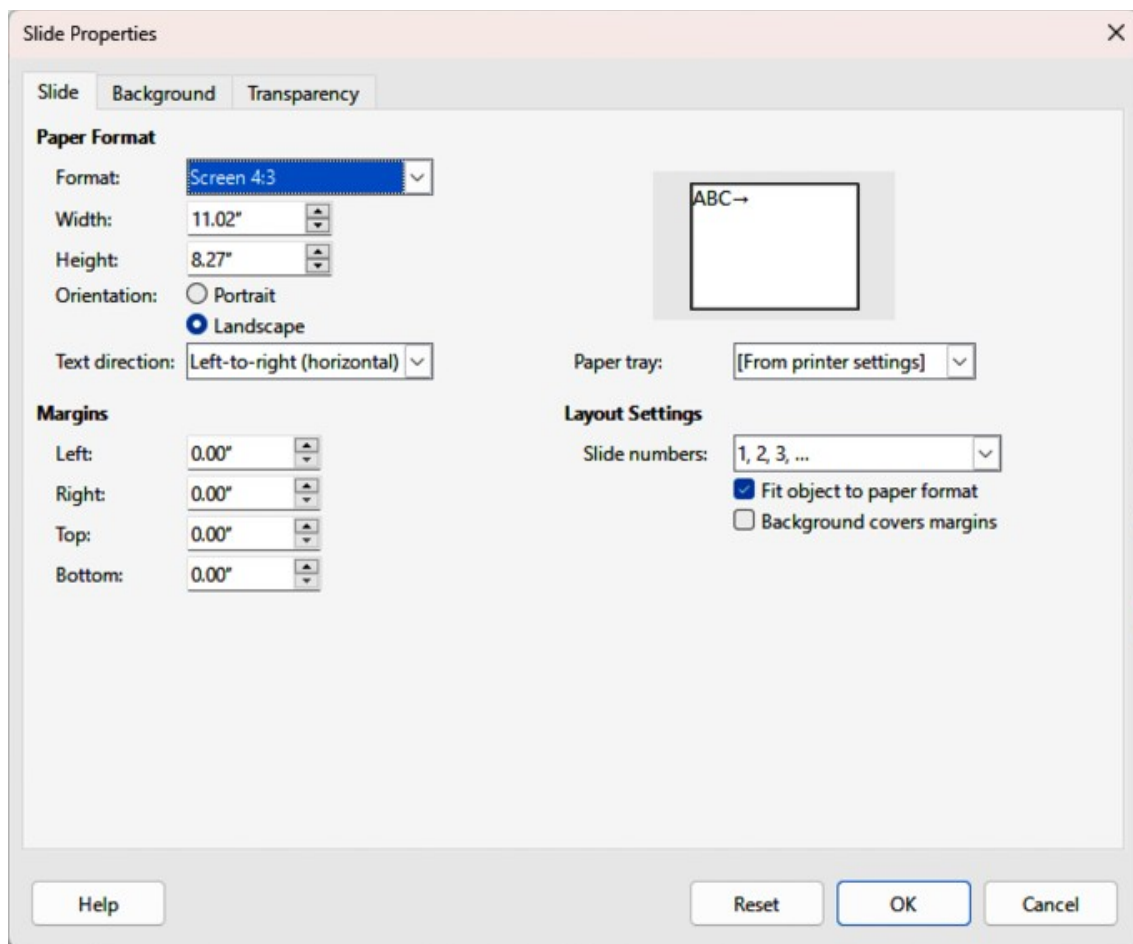 Slide Properties
Slide Background Transparency
Paper Format
Format: Screen 4:3
Width: 11.02″
Height: 8.27″
Orientation: Portrait
Landscape
Text direction: Left-to-right (horizontal)
ABC→
Paper tray: [From printer settings]
Margins
Left: 0.00″
Right: 0.00″
Top: 0.00″
Bottom: 0.00″
Layout Settings
Slide numbers: 1, 2, 3, ...
Fit object to paper format
Background covers margins
Help Reset OK Cancel